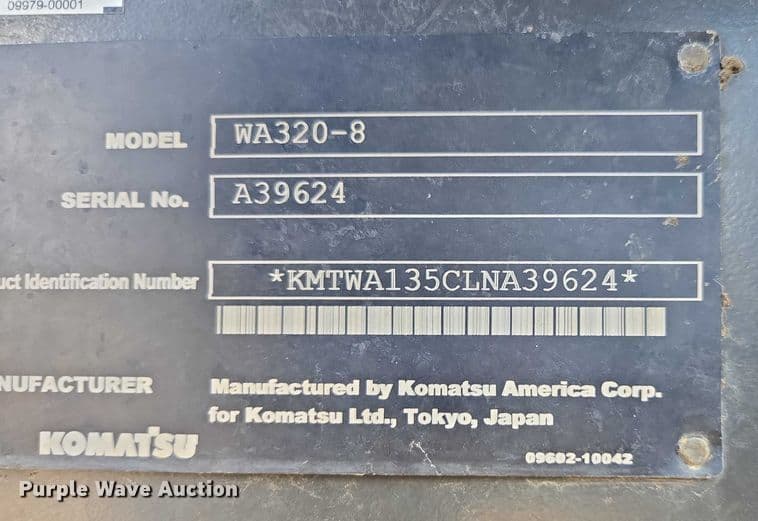 09979-00001
MODEL WA320-8
SERIAL No. A39624
uct Identification Number *KMTWA135CLNA39624*
NUFACTURER Manufactured by Komatsu America Corp.
for Komatsu Ltd., Tokyo, Japan
KOMATSU
09602-10042
Purple Wave Auction